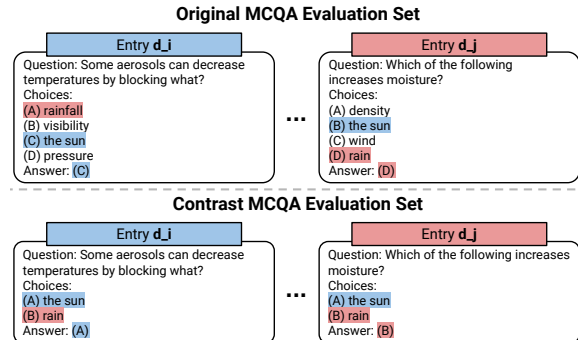 Original MCQA Evaluation Set
Entry d_i
Question: Some aerosols can decrease
temperatures by blocking what?
Choices:
(A) rainfall
(B) visibility
(C) the sun
(D) pressure
Answer: (C)
...
Entry d_j
Question: Which of the following
increases moisture?
Choices:
(A) density
(B) the sun
(C) wind
(D) rain
Answer: (D)
Contrast MCQA Evaluation Set
Entry d_i
Question: Some aerosols can decrease
temperatures by blocking what?
Choices:
(A) the sun
(B) rain
Answer: (A)
...
Entry d_j
Question: Which of the following increases
moisture?
Choices:
(A) the sun
(B) rain
Answer: (B)